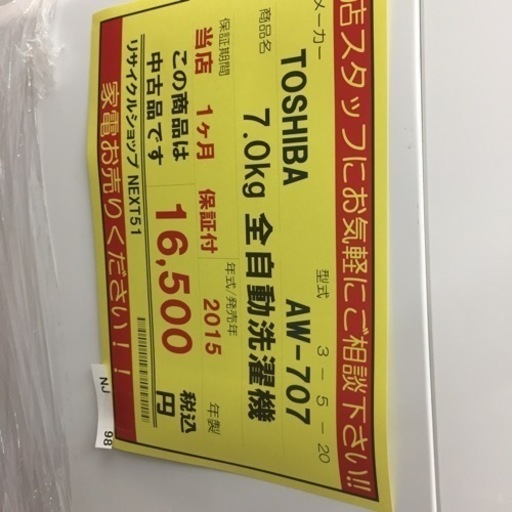 店スタッフにお気軽にご相談下さい!!
メーカー 型式 3-5-20
TOSHIBA AW-707
商品名 7.0kg 全自動洗濯機
保証期間 年式/発売年
当店 1ヶ月 保証付 2015 年製
この商品は
中古品です
16,500 税込 円
リサイクルショップ NEXT51
家電お売りください!!
NJ 98